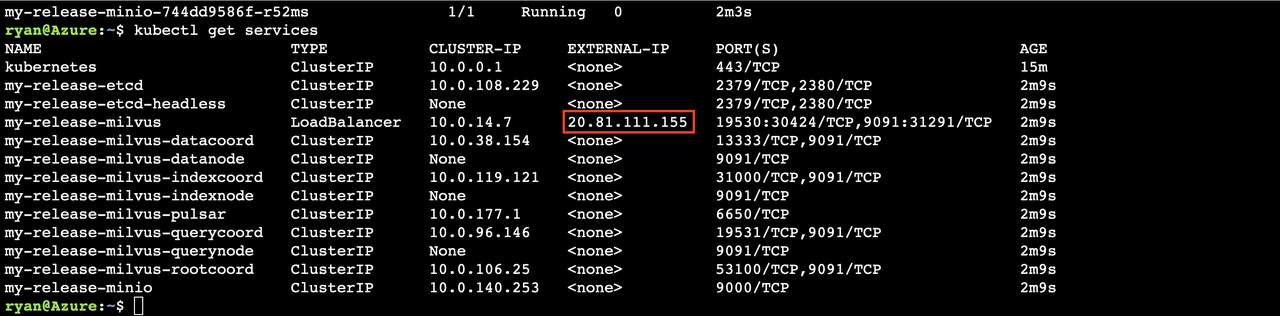 my-release-minio-744dd9586f-r52ms 1/1 Running 0 2m3s
ryan@Azure:~$ kubectl get services
NAME TYPE CLUSTER-IP EXTERNAL-IP PORT(S) AGE
kubernetes ClusterIP 10.0.0.1 <none> 443/TCP 15m
my-release-etcd ClusterIP 10.0.108.229 <none> 2379/TCP,2380/TCP 2m9s
my-release-etcd-headless ClusterIP None <none> 2379/TCP,2380/TCP 2m9s
my-release-milvus LoadBalancer 10.0.14.7 20.81.111.155 19530:30424/TCP,9091:31291/TCP 2m9s
my-release-milvus-datacoord ClusterIP 10.0.38.154 <none> 13333/TCP,9091/TCP 2m9s
my-release-milvus-datanode ClusterIP None <none> 9091/TCP 2m9s
my-release-milvus-indexcoord ClusterIP 10.0.119.121 <none> 31000/TCP,9091/TCP 2m9s
my-release-milvus-indexnode ClusterIP None <none> 9091/TCP 2m9s
my-release-milvus-pulsar ClusterIP 10.0.177.1 <none> 6650/TCP 2m9s
my-release-milvus-querycoord ClusterIP 10.0.96.146 <none> 19531/TCP,9091/TCP 2m9s
my-release-milvus-querynode ClusterIP None <none> 9091/TCP 2m9s
my-release-milvus-rootcoord ClusterIP 10.0.106.25 <none> 53100/TCP,9091/TCP 2m9s
my-release-minio ClusterIP 10.0.140.253 <none> 9000/TCP 2m9s
ryan@Azure:~$